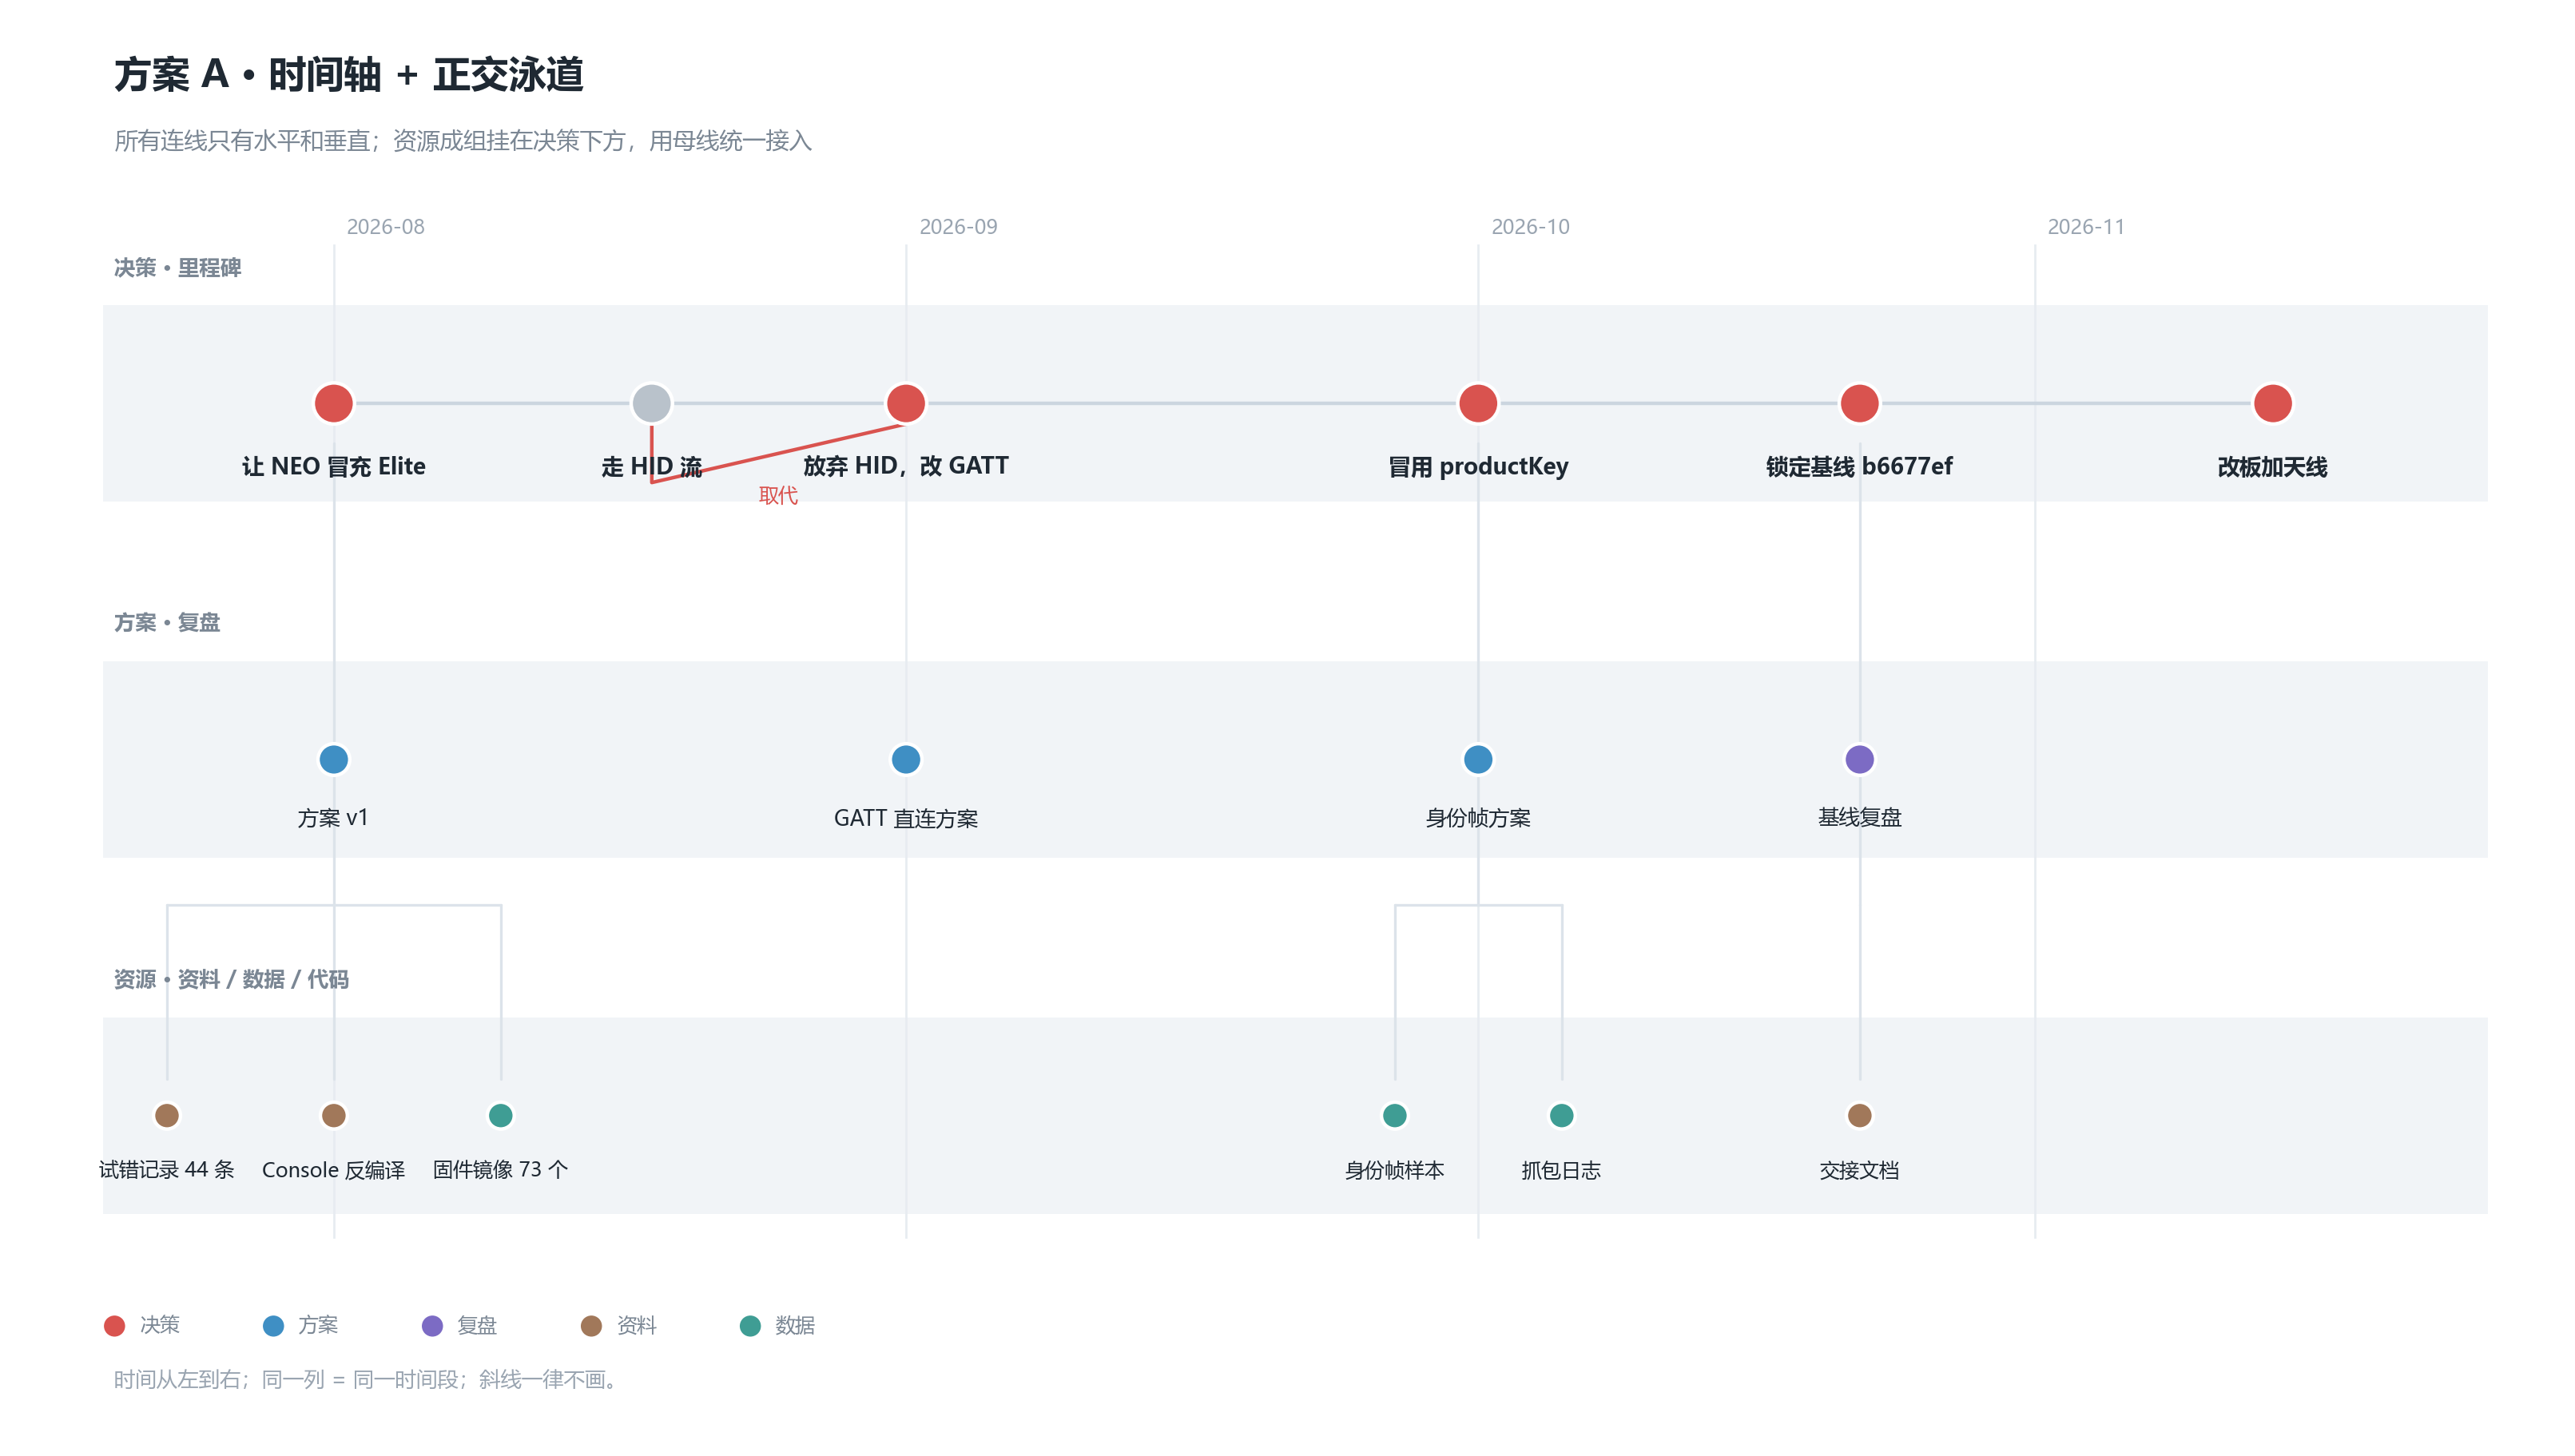 方案 A · 时间轴 + 正交泳道
所有连线只有水平和垂直；资源成组挂在决策下方，用母线统一接入
2026-08
2026-09
2026-10
2026-11
决策 · 里程碑
让 NEO 冒充 Elite
走 HID 流
放弃 HID，改 GATT
冒用 productKey
锁定基线 b6677ef
改板加天线
取代
方案 · 复盘
方案 v1
GATT 直连方案
身份帧方案
基线复盘
资源 · 资料 / 数据 / 代码
试错记录 44 条
Console 反编译
固件镜像 73 个
身份帧样本
抓包日志
交接文档
决策
方案
复盘
资料
数据
时间从左到右；同一列 = 同一时间段；斜线一律不画。